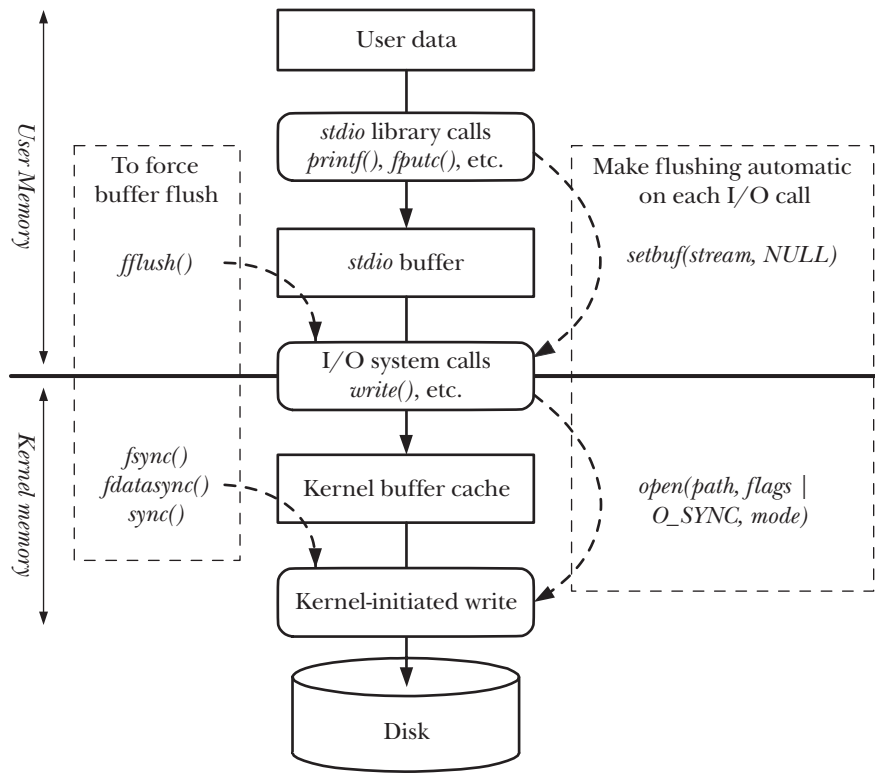 User data
User Memory
stdio library calls
printf(), fputc(), etc.
To force
buffer flush
Make flushing automatic
on each I/O call
fflush()
stdio buffer
setbuf(stream, NULL)
I/O system calls
write(), etc.
Kernel memory
fsync()
fdatasync()
sync()
Kernel buffer cache
open(path, flags |
O_SYNC, mode)
Kernel-initiated write
Disk